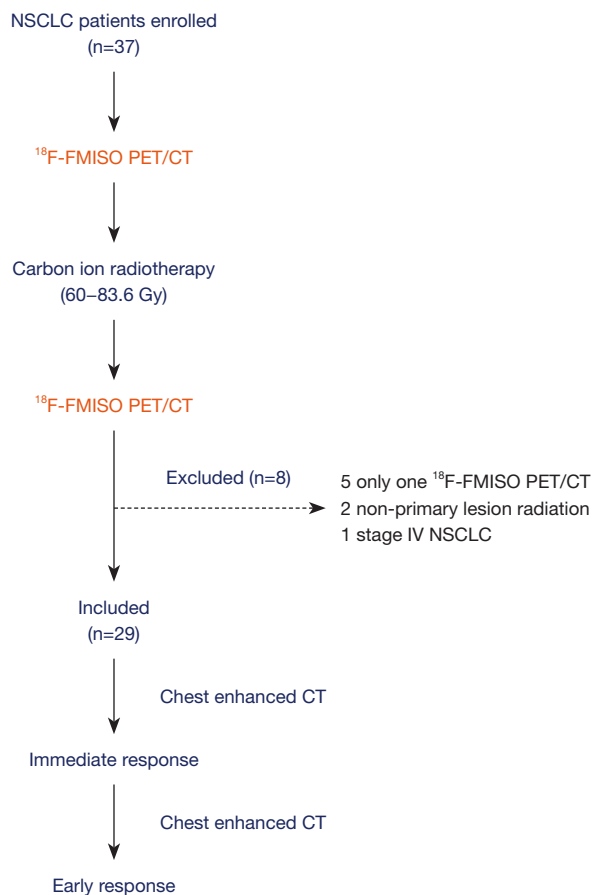 NSCLC patients enrolled
(n=37)
¹⁸F-FMISO PET/CT
Carbon ion radiotherapy
(60–83.6 Gy)
¹⁸F-FMISO PET/CT
Excluded (n=8)
5 only one ¹⁸F-FMISO PET/CT
2 non-primary lesion radiation
1 stage IV NSCLC
Included
(n=29)
Chest enhanced CT
Immediate response
Chest enhanced CT
Early response